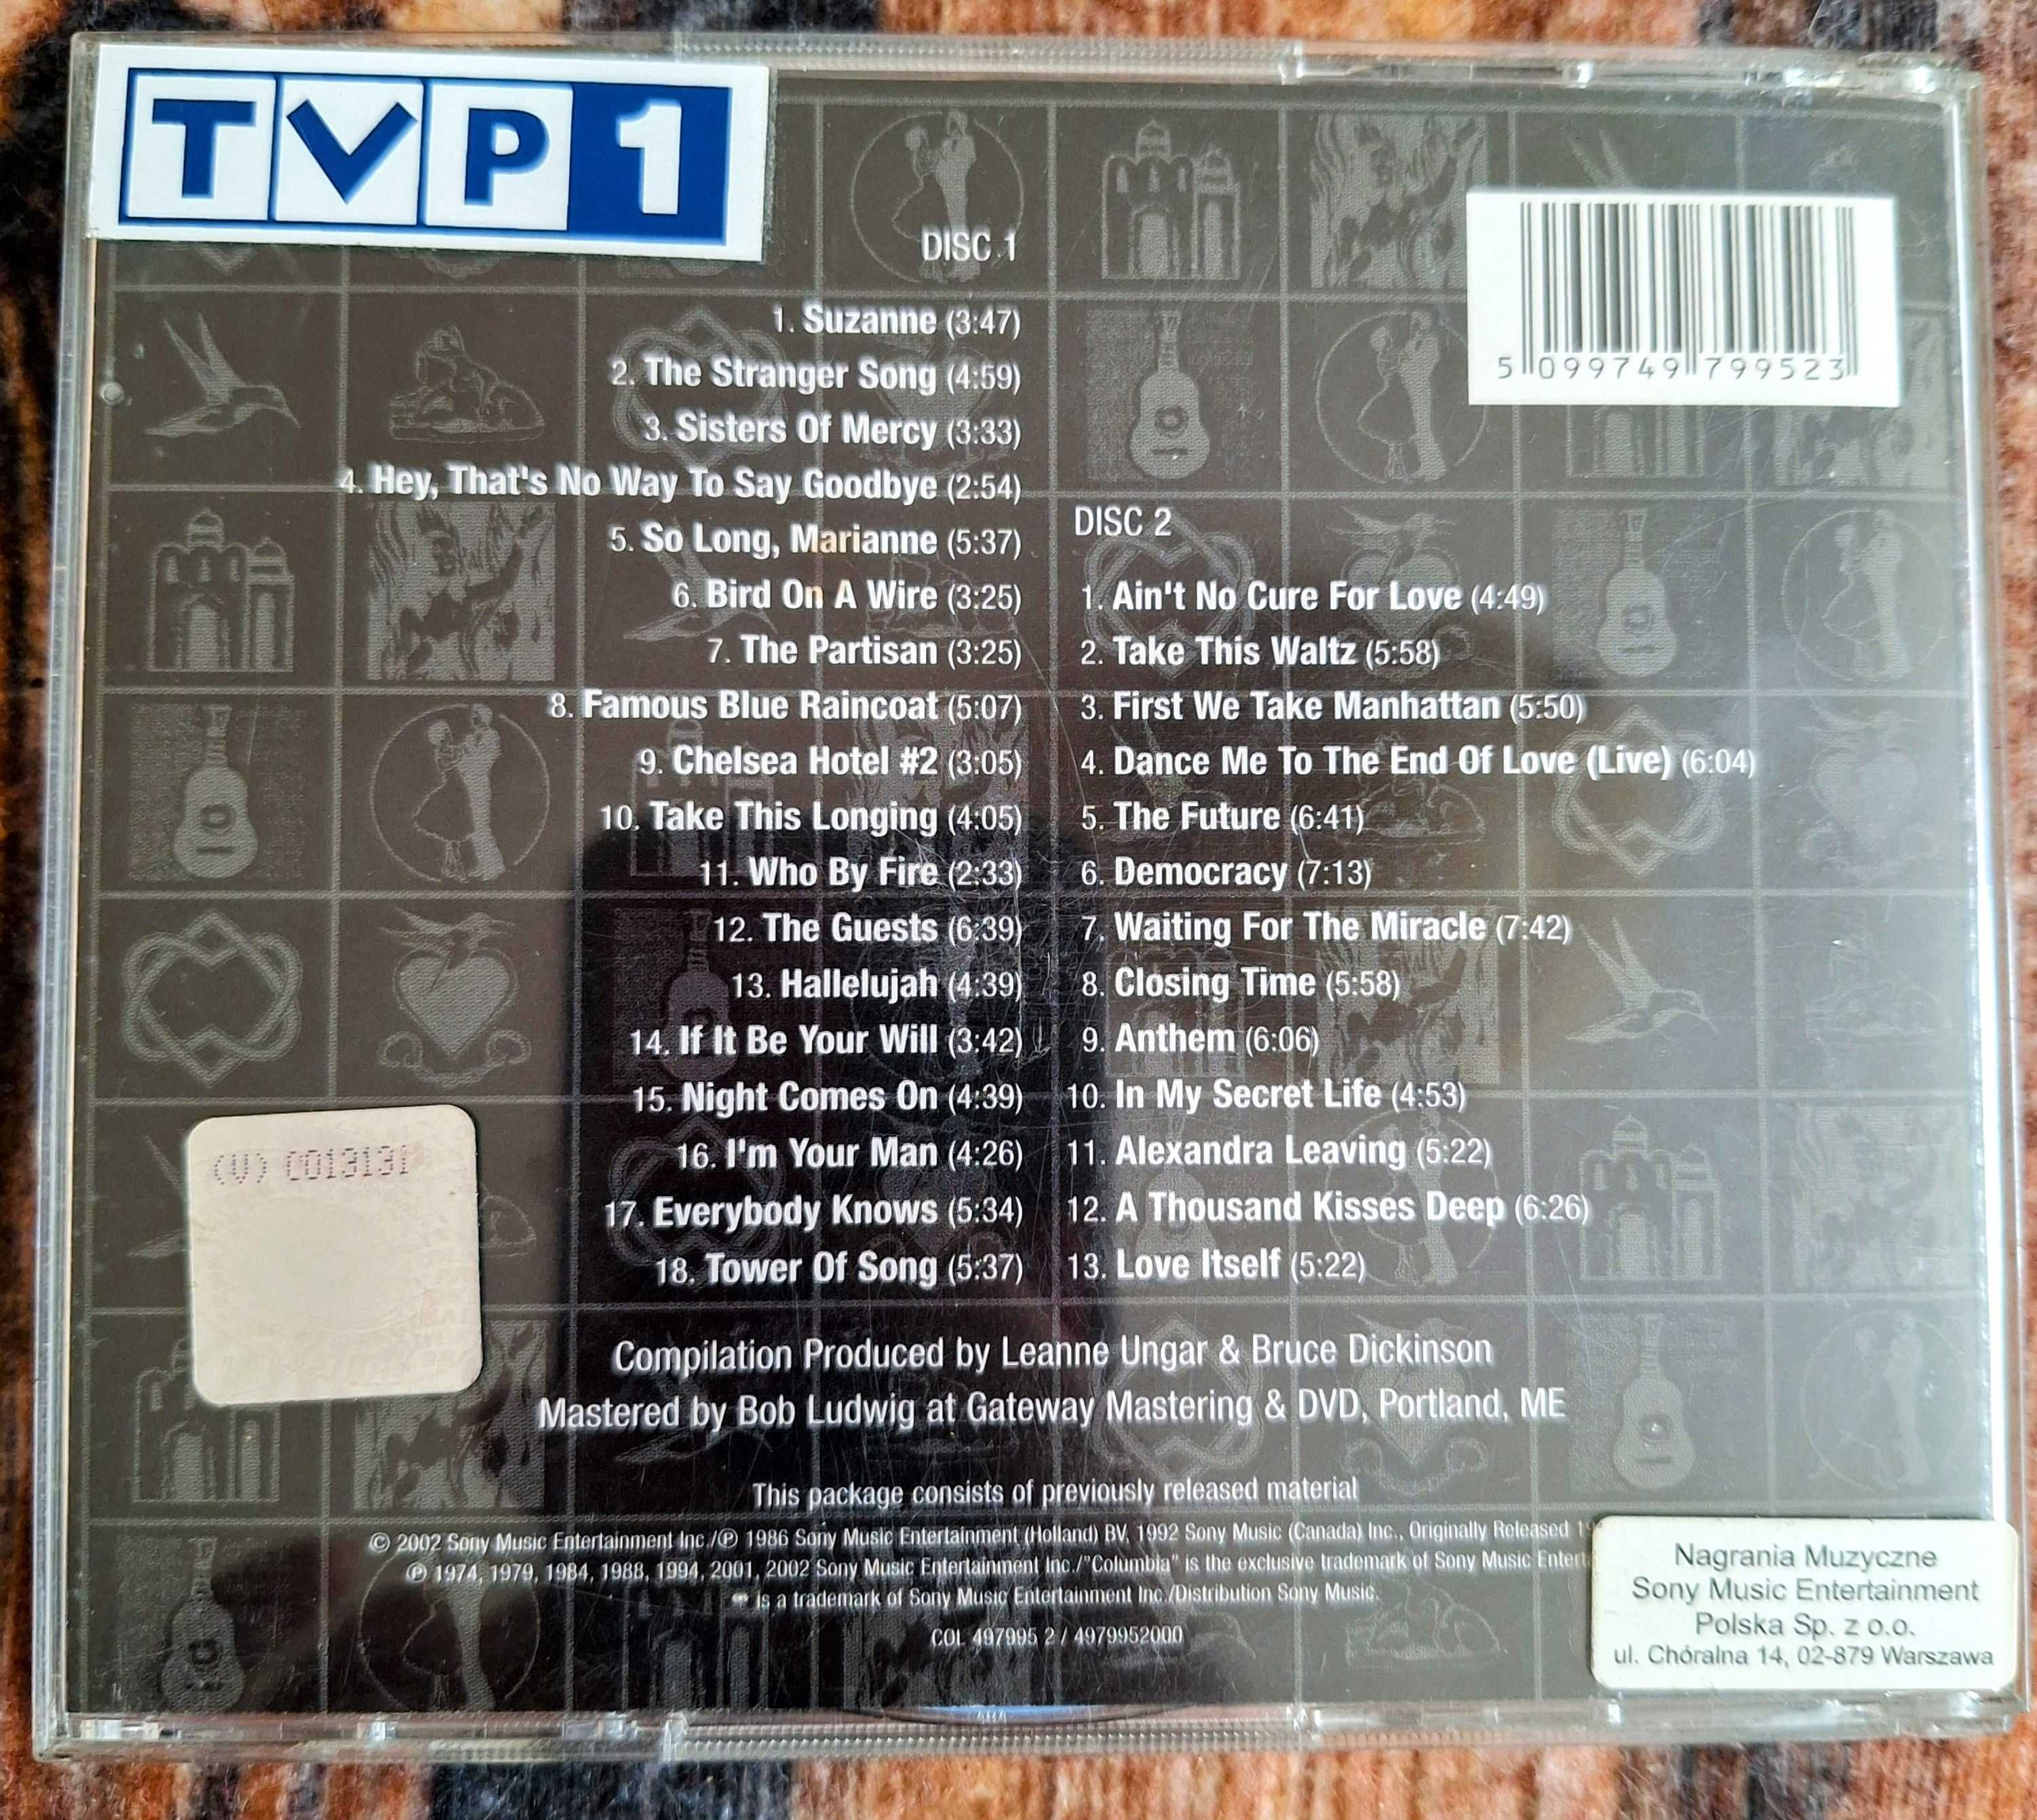 TVP1
DISC 1
1. Suzanne (3:47)
2. The Stranger Song (4:59)
3. Sisters Of Mercy (3:33)
4. Hey, That's No Way To Say Goodbye (2:54)
5. So Long, Marianne (5:37)
6. Bird On A Wire (3:25)
7. The Partisan (3:25)
8. Famous Blue Raincoat (5:07)
9. Chelsea Hotel #2 (3:05)
10. Take This Longing (4:05)
11. Who By Fire (2:33)
12. The Guests (6:39)
13. Hallelujah (4:39)
14. If It Be Your Will (3:42)
15. Night Comes On (4:39)
16. I'm Your Man (4:26)
17. Everybody Knows (5:34)
18. Tower Of Song (5:37)
5 099749 799523
DISC 2
1. Ain't No Cure For Love (4:49)
2. Take This Waltz (5:58)
3. First We Take Manhattan (5:50)
4. Dance Me To The End Of Love (Live) (6:04)
5. The Future (6:41)
6. Democracy (7:13)
7. Waiting For The Miracle (7:42)
8. Closing Time (5:58)
9. Anthem (6:06)
10. In My Secret Life (4:53)
11. Alexandra Leaving (5:22)
12. A Thousand Kisses Deep (6:26)
13. Love Itself (5:22)
(V) C013131
Compilation Produced by Leanne Ungar & Bruce Dickinson
Mastered by Bob Ludwig at Gateway Mastering & DVD, Portland, ME
This package consists of previously released material
© 2002 Sony Music Entertainment Inc./℗ 1986 Sony Music Entertainment (Holland) BV, 1992 Sony Music (Canada) Inc., Originally Released
℗ 1974, 1979, 1984, 1988, 1994, 2001, 2002 Sony Music Entertainment Inc./"Columbia" is the exclusive trademark of Sony Music
is a trademark of Sony Music Entertainment Inc./Distribution Sony Music.
COL 497995 2 / 4979952000
Nagrania Muzyczne
Sony Music Entertainment
Polska Sp. z o.o.
ul. Chóralna 14, 02-879 Warszawa